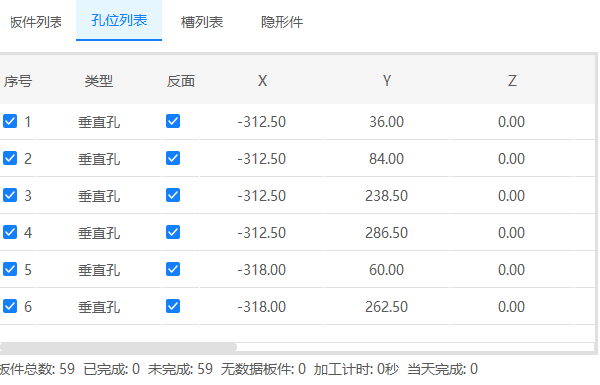 板件列表 孔位列表 槽列表 隐形件
序号 类型 反面 X Y Z
1 垂直孔 -312.50 36.00 0.00
2 垂直孔 -312.50 84.00 0.00
3 垂直孔 -312.50 238.50 0.00
4 垂直孔 -312.50 286.50 0.00
5 垂直孔 -318.00 60.00 0.00
6 垂直孔 -318.00 262.50 0.00
板件总数: 59 已完成: 0 未完成: 59 无数据板件: 0 加工计时: 0秒 当天完成: 0